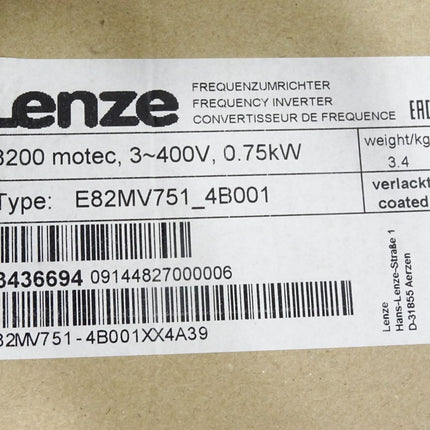 Lenze
FREQUENZUMRICHTER
FREQUENCY INVERTER
CONVERTISSEUR DE FREQUENCE
EAC
8200 motec, 3~400V, 0.75kW
weight/kg
3.4
Type: E82MV751_4B001
verlackt
coated
3436694 09144827000006
82MV751-4B001XX4A39
Lenze
Hans-Lenze-Straße 1
D-31855 Aerzen